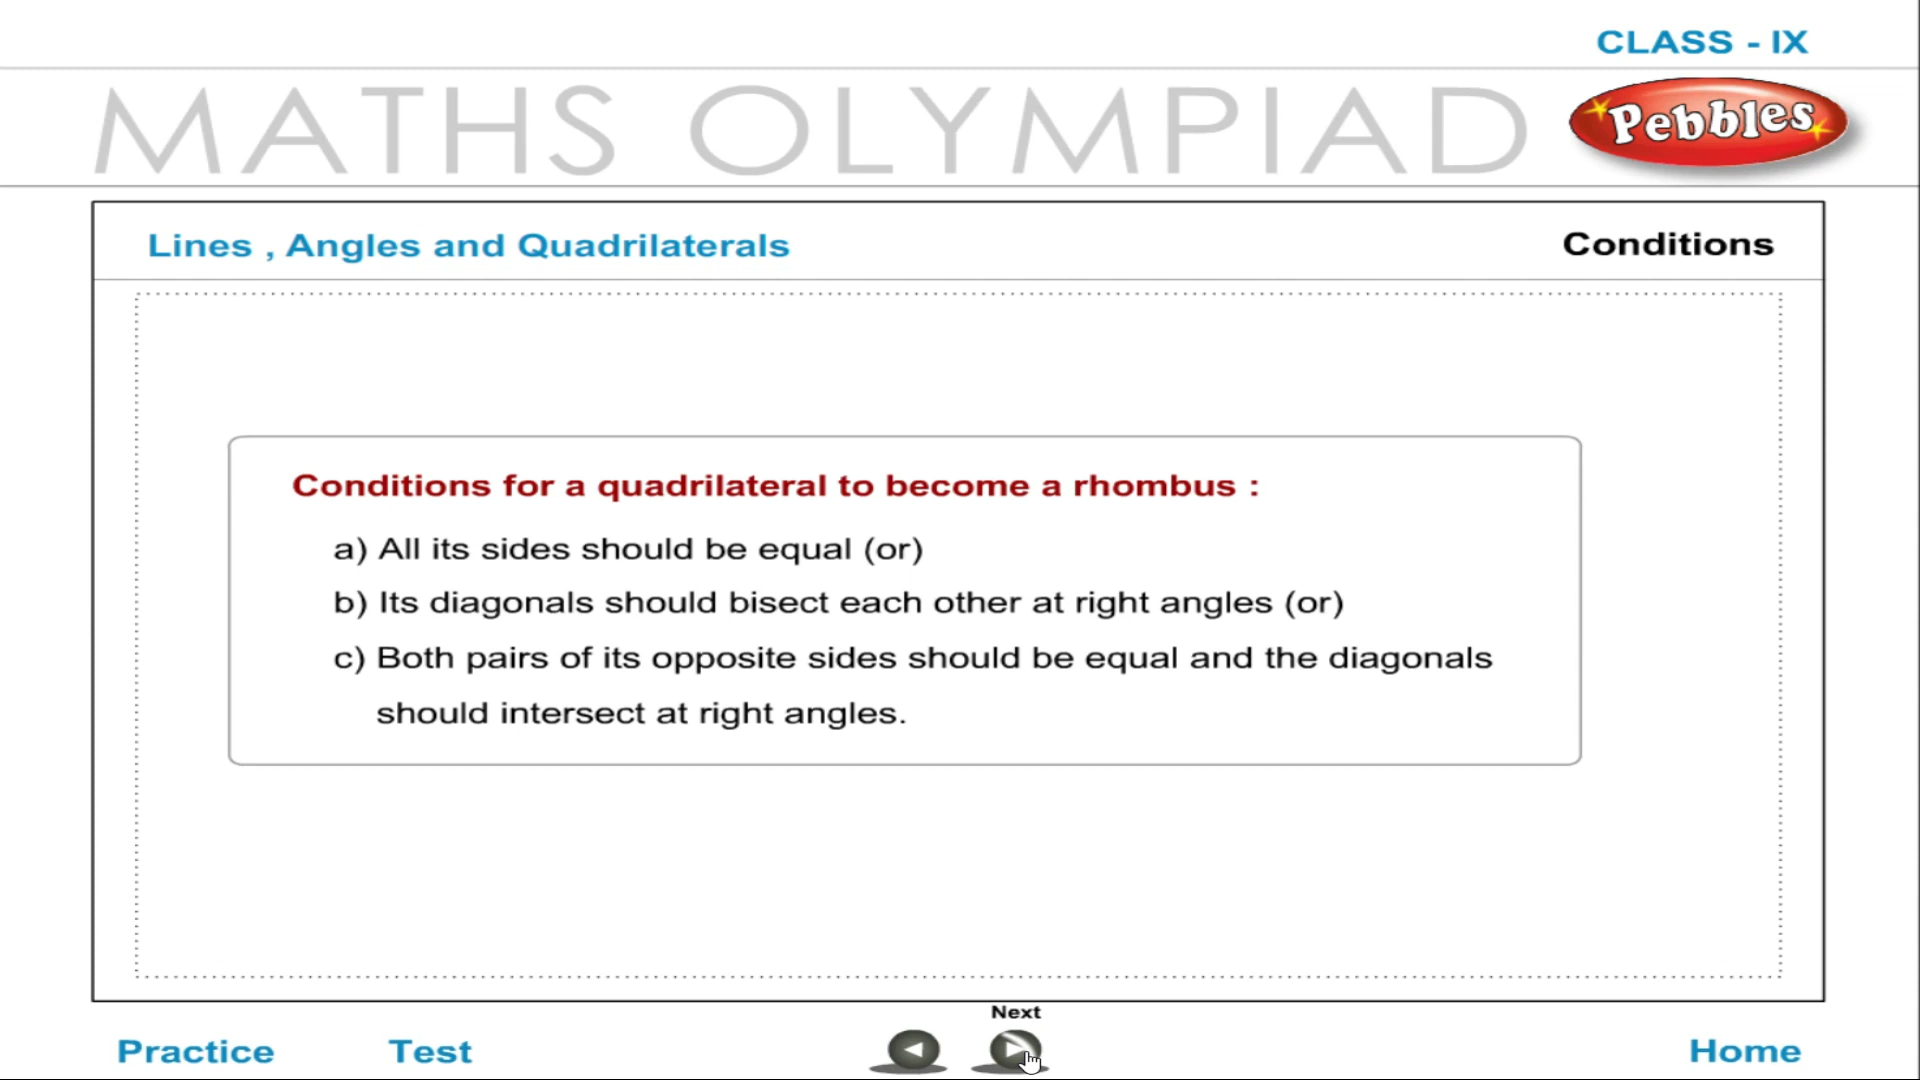 CLASS - IX
MATHS OLYMPIAD
Pebbles
Lines , Angles and Quadrilaterals
Conditions
Conditions for a quadrilateral to become a rhombus :
a) All its sides should be equal (or)
b) Its diagonals should bisect each other at right angles (or)
c) Both pairs of its opposite sides should be equal and the diagonals
should intersect at right angles.
Next
Practice
Test
Home